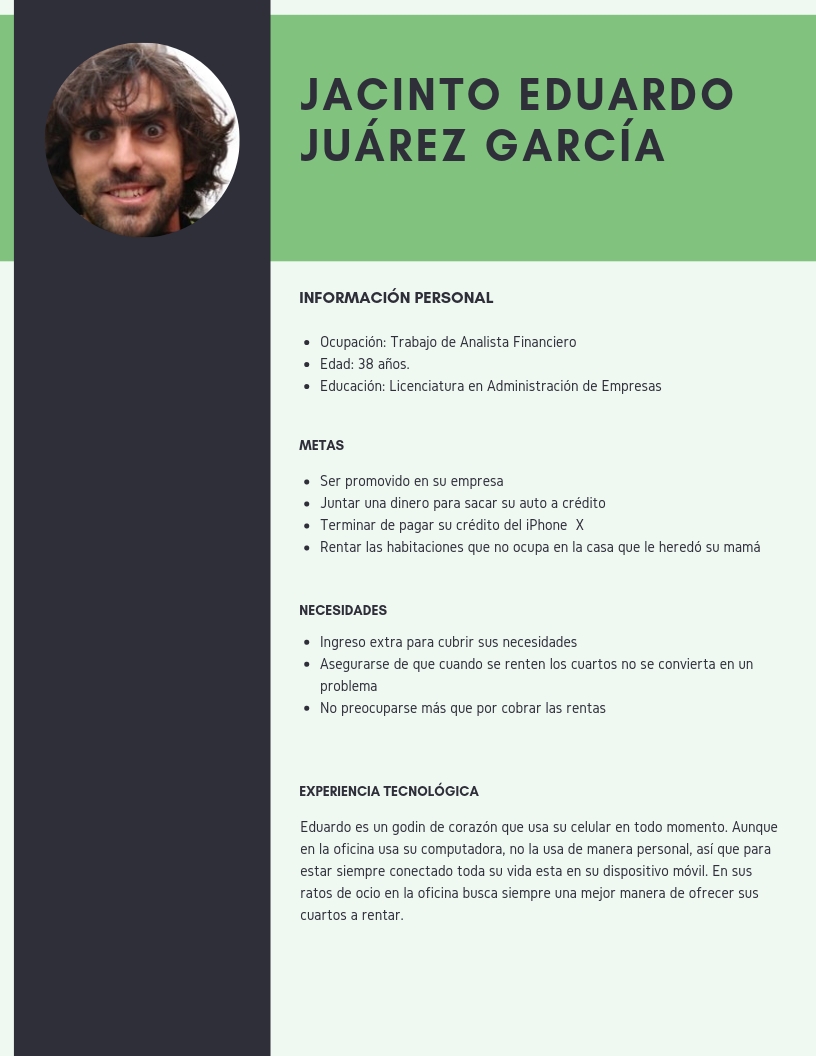 JACINTO EDUARDO
JUÁREZ GARCÍA
INFORMACIÓN PERSONAL
• Ocupación: Trabajo de Analista Financiero
• Edad: 38 años.
• Educación: Licenciatura en Administración de Empresas
METAS
• Ser promovido en su empresa
• Juntar una dinero para sacar su auto a crédito
• Terminar de pagar su crédito del iPhone  X
• Rentar las habitaciones que no ocupa en la casa que le heredó su mamá
NECESIDADES
• Ingreso extra para cubrir sus necesidades
• Asegurarse de que cuando se renten los cuartos no se convierta en un
problema
• No preocuparse más que por cobrar las rentas
EXPERIENCIA TECNOLÓGICA
Eduardo es un godin de corazón que usa su celular en todo momento. Aunque
en la oficina usa su computadora, no la usa de manera personal, así que para
estar siempre conectado toda su vida esta en su dispositivo móvil. En sus
ratos de ocio en la oficina busca siempre una mejor manera de ofrecer sus
cuartos a rentar.